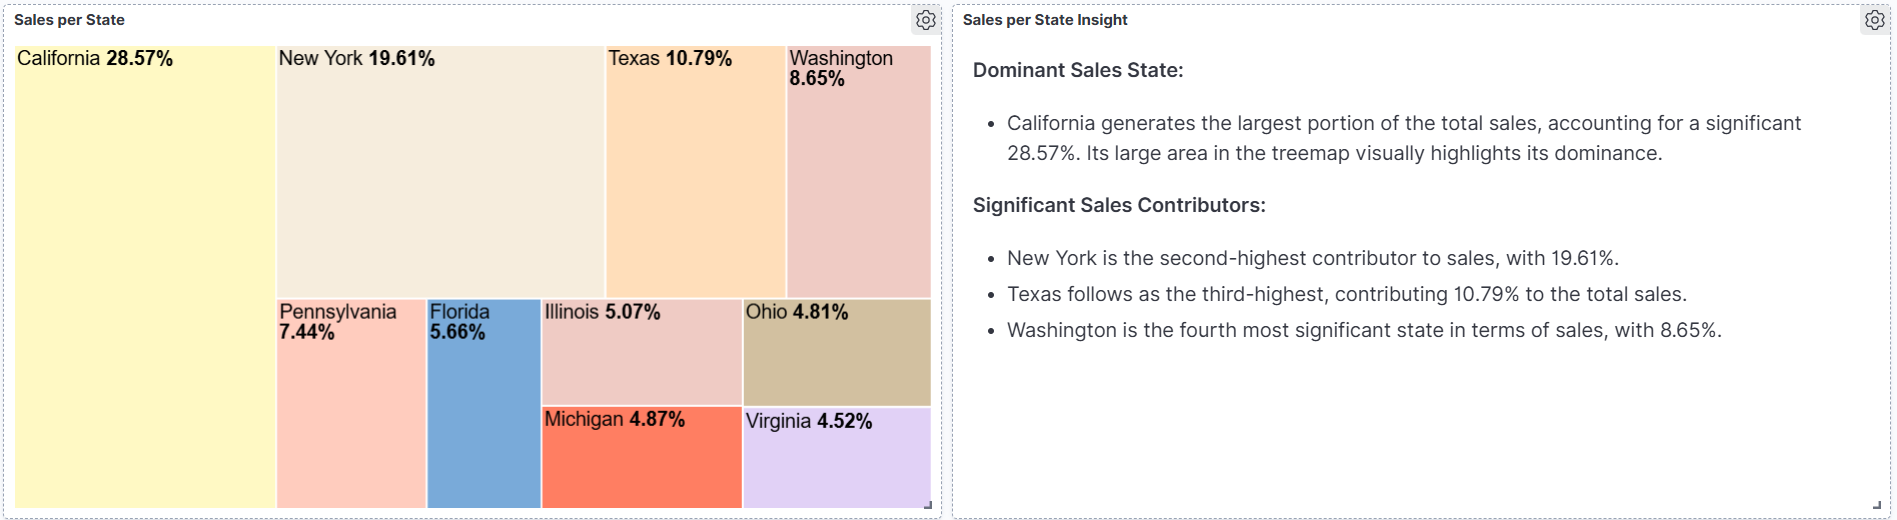 Sales per State
California 28.57%
New York 19.61%
Texas 10.79%
Washington
8.65%
Pennsylvania
7.44%
Florida
5.66%
Illinois 5.07%
Ohio 4.81%
Michigan 4.87%
Virginia 4.52%
Sales per State Insight
Dominant Sales State:
• California generates the largest portion of the total sales, accounting for a significant
28.57%. Its large area in the treemap visually highlights its dominance.
Significant Sales Contributors:
• New York is the second-highest contributor to sales, with 19.61%.
• Texas follows as the third-highest, contributing 10.79% to the total sales.
• Washington is the fourth most significant state in terms of sales, with 8.65%.